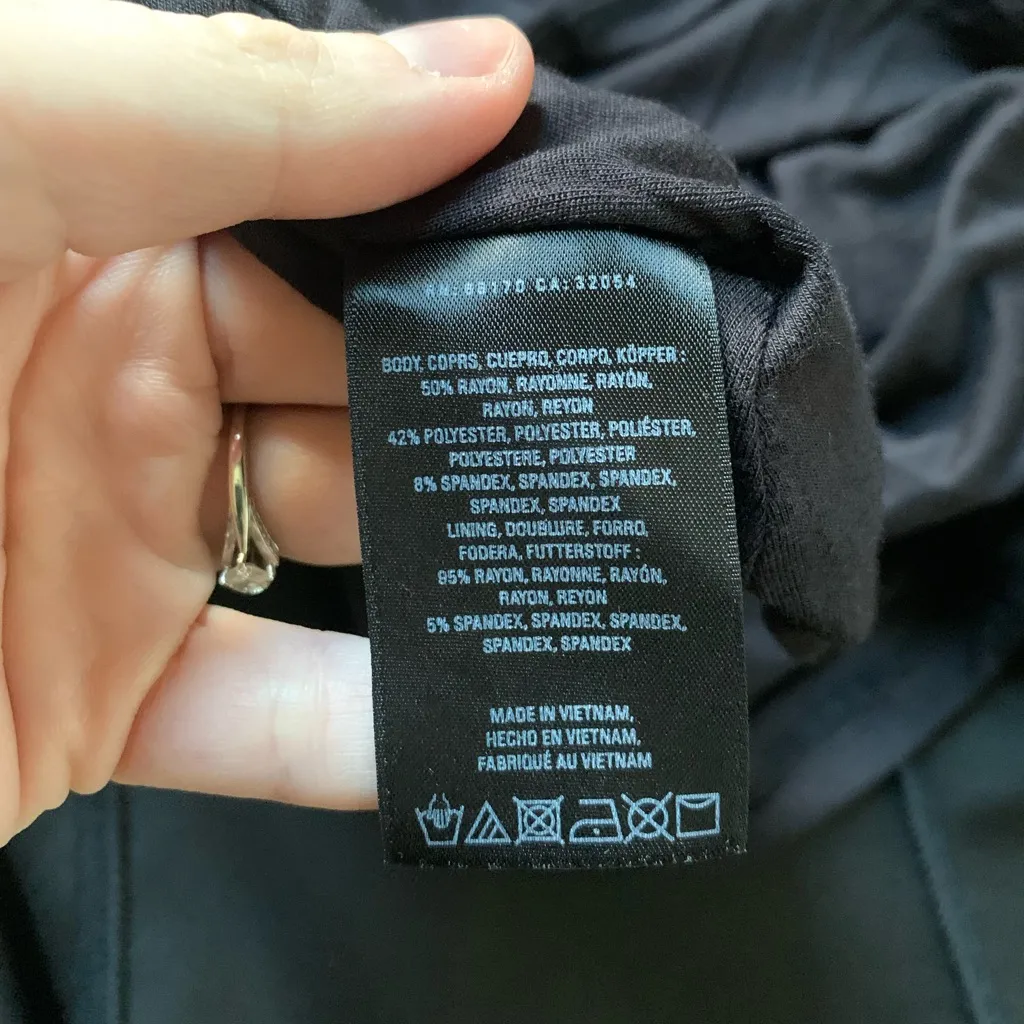 CA: 32054
BODY, COPRS, CUEPRO, CORPO, KÖPPER :
50% RAYON, RAYONNE, RAYÓN,
RAYON, REYON
42% POLYESTER, POLYESTER, POLIÉSTER,
POLYESTERE, POLYESTER
8% SPANDEX, SPANDEX, SPANDEX,
SPANDEX, SPANDEX
LINING, DOUBLURE, FORRO,
FODERA, FUTTERSTOFF :
95% RAYON, RAYONNE, RAYÓN,
RAYON, REYON
5% SPANDEX, SPANDEX, SPANDEX,
SPANDEX, SPANDEX
MADE IN VIETNAM,
HECHO EN VIETNAM,
FABRIQUÉ AU VIETNAM